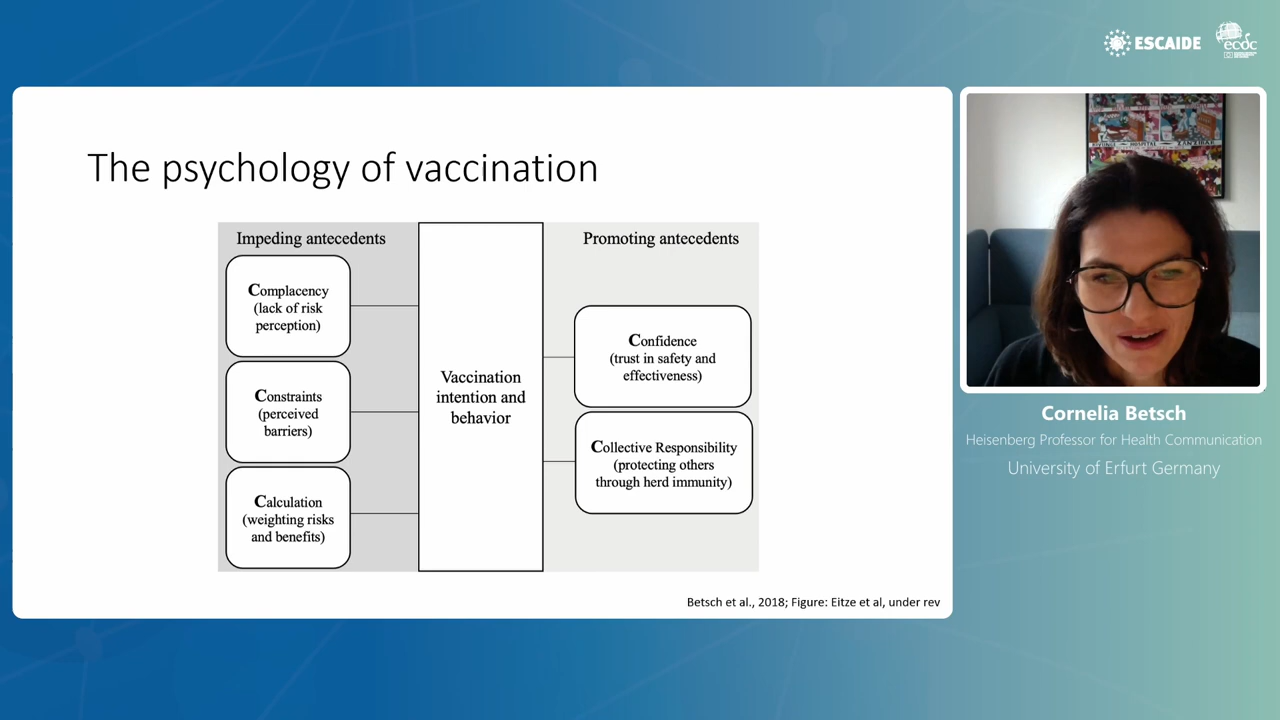 ESCAIDE
ecdc
The psychology of vaccination
Impeding antecedents
Complacency
(lack of risk
perception)
Constraints
(perceived
barriers)
Calculation
(weighting risks
and benefits)
Vaccination
intention and
behavior
Promoting antecedents
Confidence
(trust in safety and
effectiveness)
Collective Responsibility
(protecting others
through herd immunity)
Betsch et al., 2018; Figure: Eitze et al, under rev
ZANZIBAR
Cornelia Betsch
Heisenberg Professor for Health Communication
University of Erfurt Germany